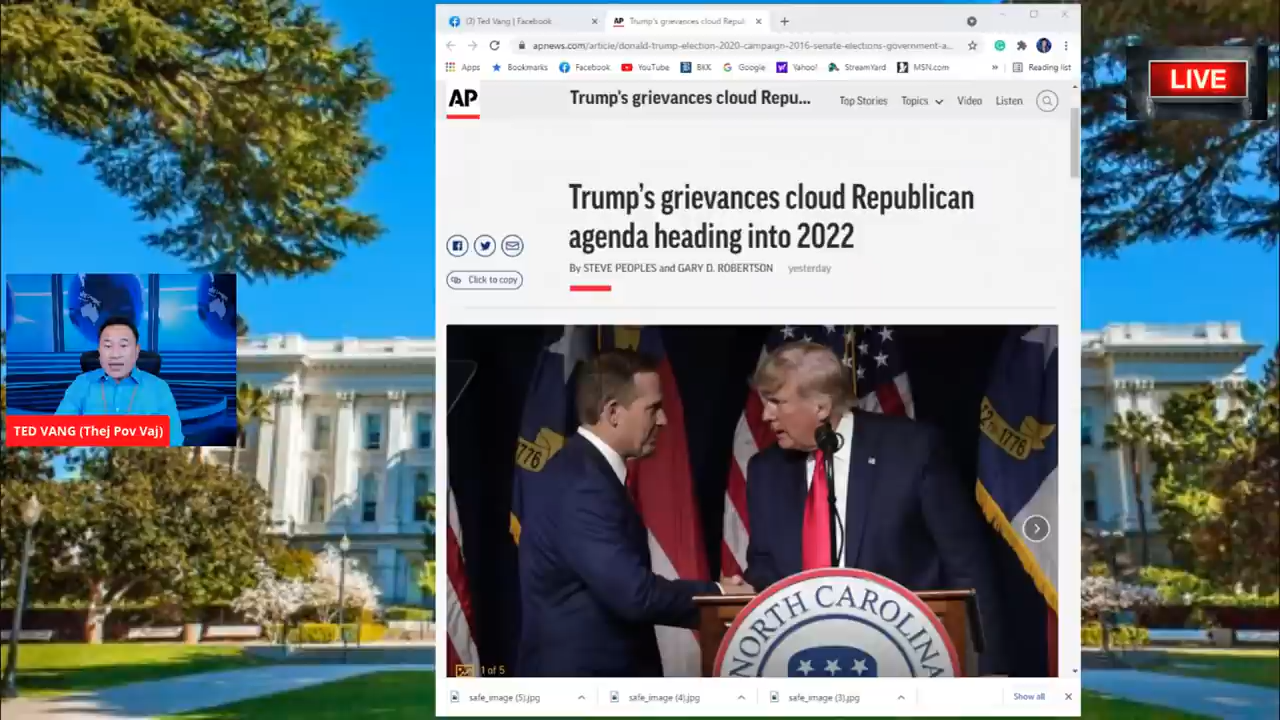 (2) Ted Vang | Facebook
Trump's grievances cloud Republ
apnews.com/article/donald-trump-election-2020-campaign-2016-senate-elections-government-a...
Apps
Bookmarks
Facebook
YouTube
BKK
Google
Yahoo!
StreamYard
MSN.com
»
Reading list
LIVE
AP
Trump's grievances cloud Repu...
Top Stories
Topics
Video
Listen
Trump's grievances cloud Republican
agenda heading into 2022
By STEVE PEOPLES and GARY D. ROBERTSON yesterday
Click to copy
TED VANG (Thej Pov Vaj)
1776
12th 1776
NORTH CAROLINA
1 of 5
safe_image (5).jpg
safe_image (4).jpg
safe_image (3).jpg
Show all